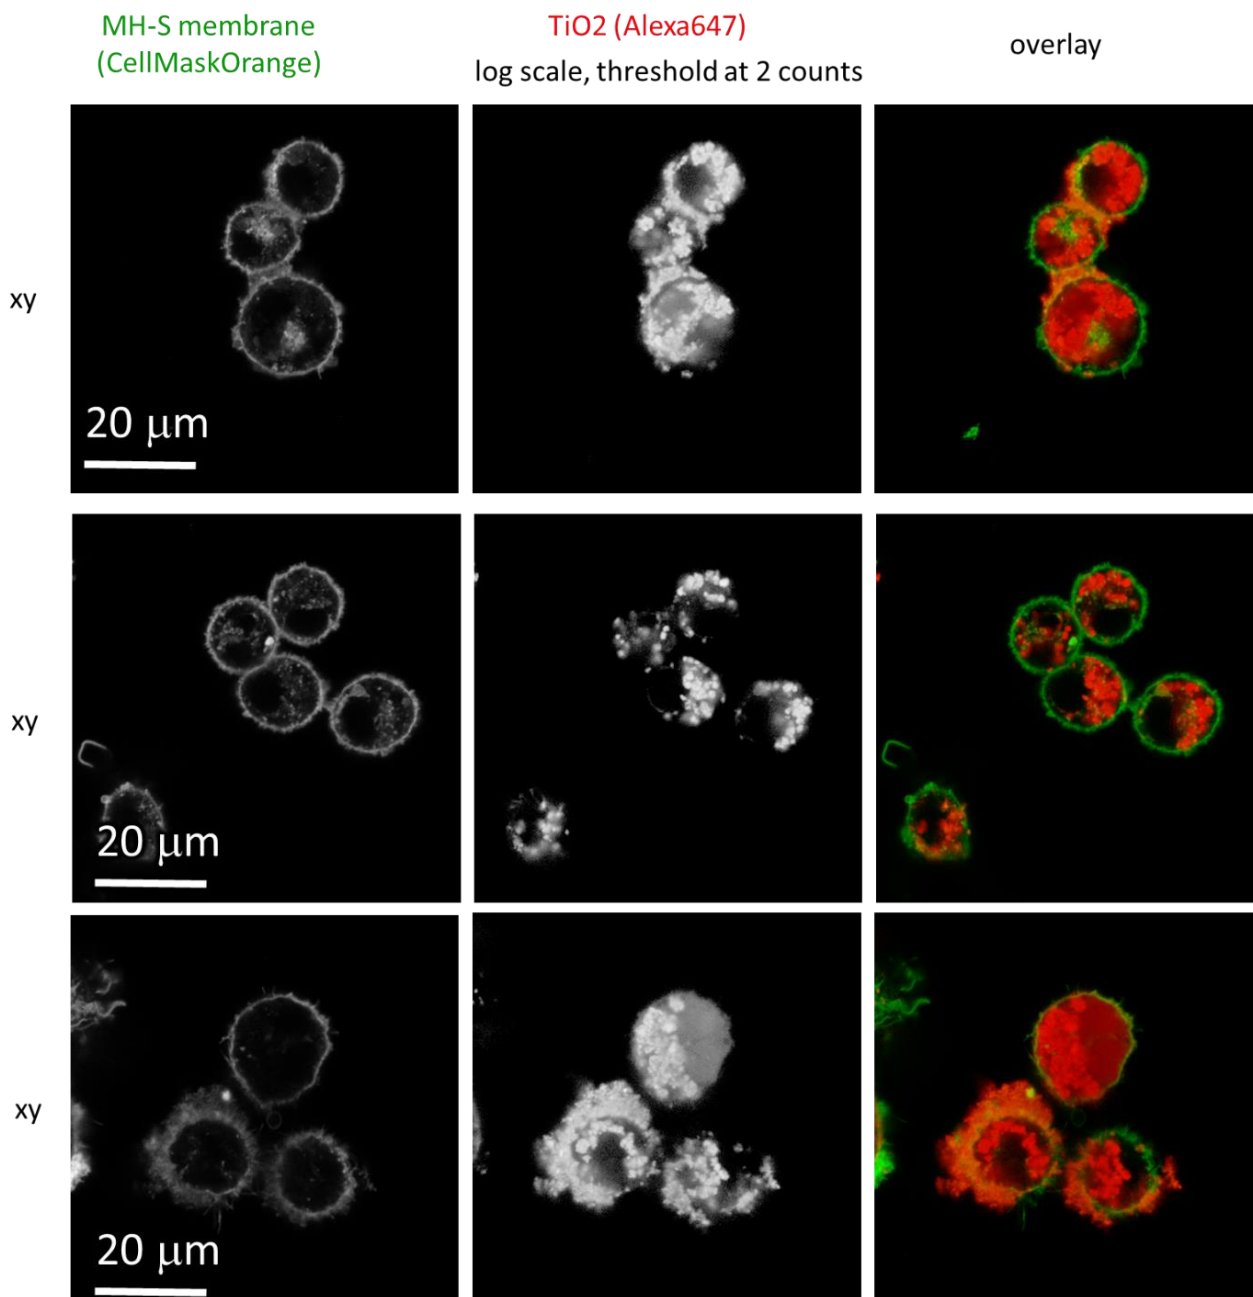 MH-S membrane
(CellMaskOrange)
TiO2 (Alexa647)
log scale, threshold at 2 counts
overlay
xy
20 μm
xy
20 μm
xy
20 μm